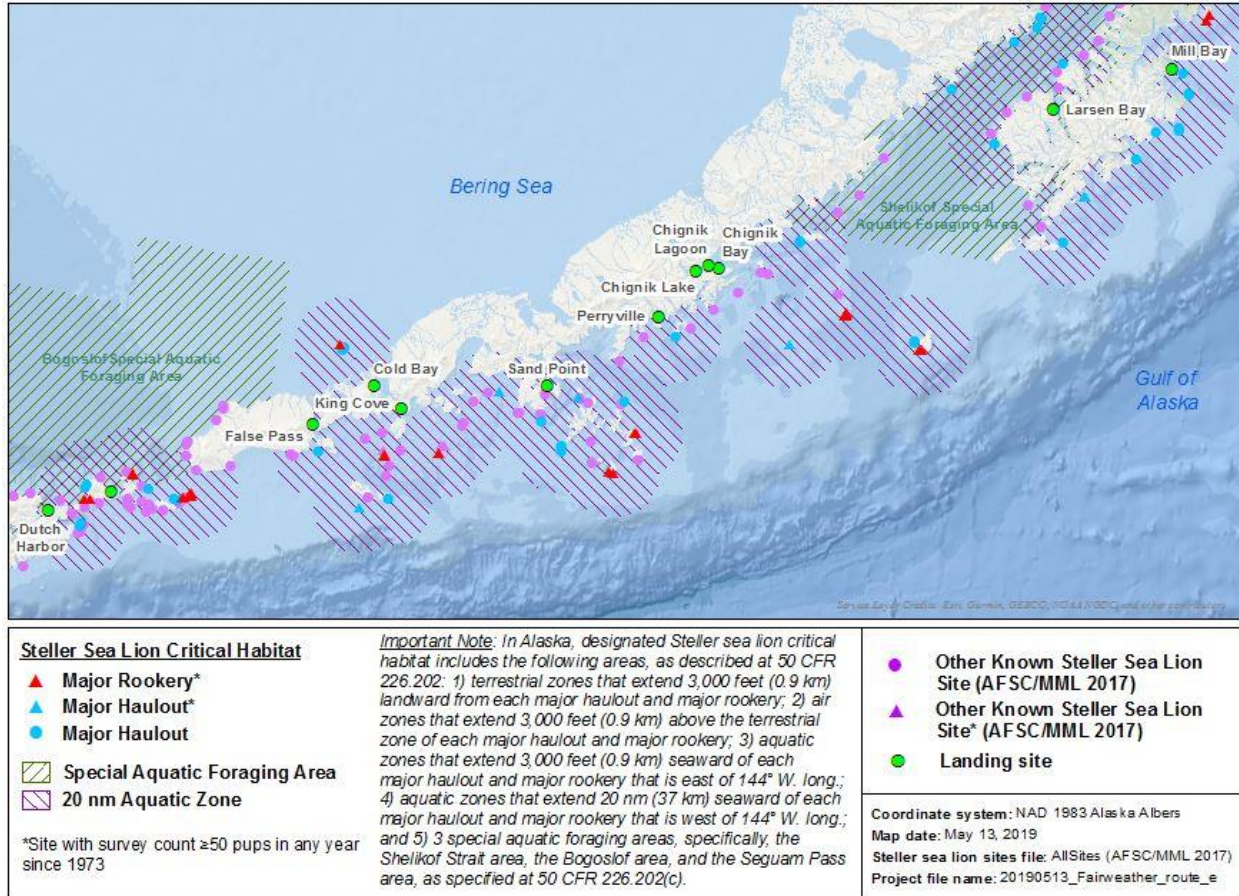 Mill Bay
Larsen Bay
Bering Sea
Shelikof Special
Aquatic Foraging Area
Chignik
Lagoon
Chignik
Bay
Chignik Lake
Perryville
Gulf of
Alaska
Bogoslof Special Aquatic
Foraging Area
Cold Bay
Sand Point
King Cove
False Pass
Dutch
Harbor
Service Layer Credits: Esri, Garmin, GEBCO, NOAA NGDC, and other contributors
Steller Sea Lion Critical Habitat
Major Rookery*
Major Haulout*
Major Haulout
Special Aquatic Foraging Area
20 nm Aquatic Zone
*Site with survey count ≥50 pups in any year
since 1973
Important Note: In Alaska, designated Steller sea lion critical
habitat includes the following areas, as described at 50 CFR
226.202: 1) terrestrial zones that extend 3,000 feet (0.9 km)
landward from each major haulout and major rookery; 2) air
zones that extend 3,000 feet (0.9 km) above the terrestrial
zone of each major haulout and major rookery; 3) aquatic
zones that extend 3,000 feet (0.9 km) seaward of each
major haulout and major rookery that is east of 144° W. long.;
4) aquatic zones that extend 20 nm (37 km) seaward of each
major haulout and major rookery that is west of 144° W. long.;
and 5) 3 special aquatic foraging areas, specifically, the
Shelikof Strait area, the Bogoslof area, and the Seguam Pass
area, as specified at 50 CFR 226.202(c).
Other Known Steller Sea Lion
Site (AFSC/MML 2017)
Other Known Steller Sea Lion
Site* (AFSC/MML 2017)
Landing site
Coordinate system: NAD 1983 Alaska Albers
Map date: May 13, 2019
Steller sea lion sites file: AllSites (AFSC/MML 2017)
Project file name: 20190513_Fairweather_route_e